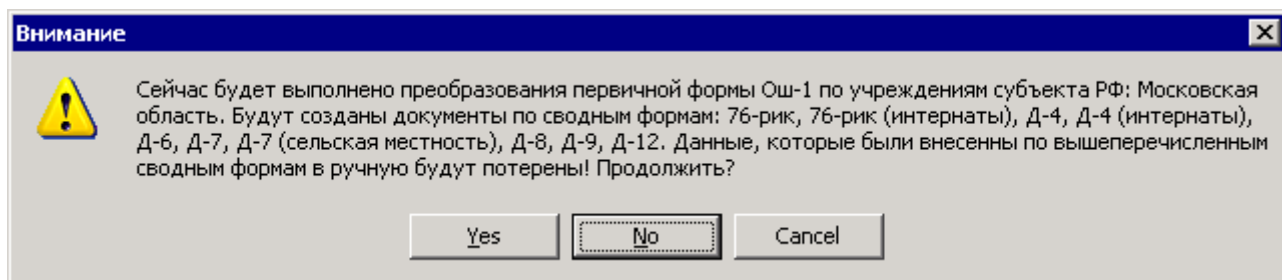 Внимание
Сейчас будет выполнено преобразования первичной формы Ош-1 по учреждениям субъекта РФ: Московская
область. Будут созданы документы по сводным формам: 76-рик, 76-рик (интернаты), Д-4, Д-4 (интернаты),
Д-6, Д-7, Д-7 (сельская местность), Д-8, Д-9, Д-12. Данные, которые были внесенны по вышеперечисленным
сводным формам в ручную будут потерены! Продолжить?
Yes No Cancel